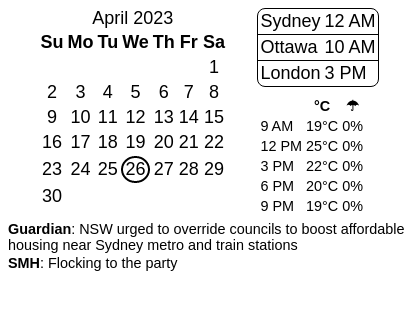 April 2023
Su Mo Tu We Th Fr Sa
1
2 3 4 5 6 7 8
9 10 11 12 13 14 15
16 17 18 19 20 21 22
23 24 25 26 27 28 29
30
Sydney 12 AM
Ottawa 10 AM
London 3 PM
°C ☂
9 AM 19°C 0%
12 PM 25°C 0%
3 PM 22°C 0%
6 PM 20°C 0%
9 PM 19°C 0%
Guardian: NSW urged to override councils to boost affordable
housing near Sydney metro and train stations
SMH: Flocking to the party